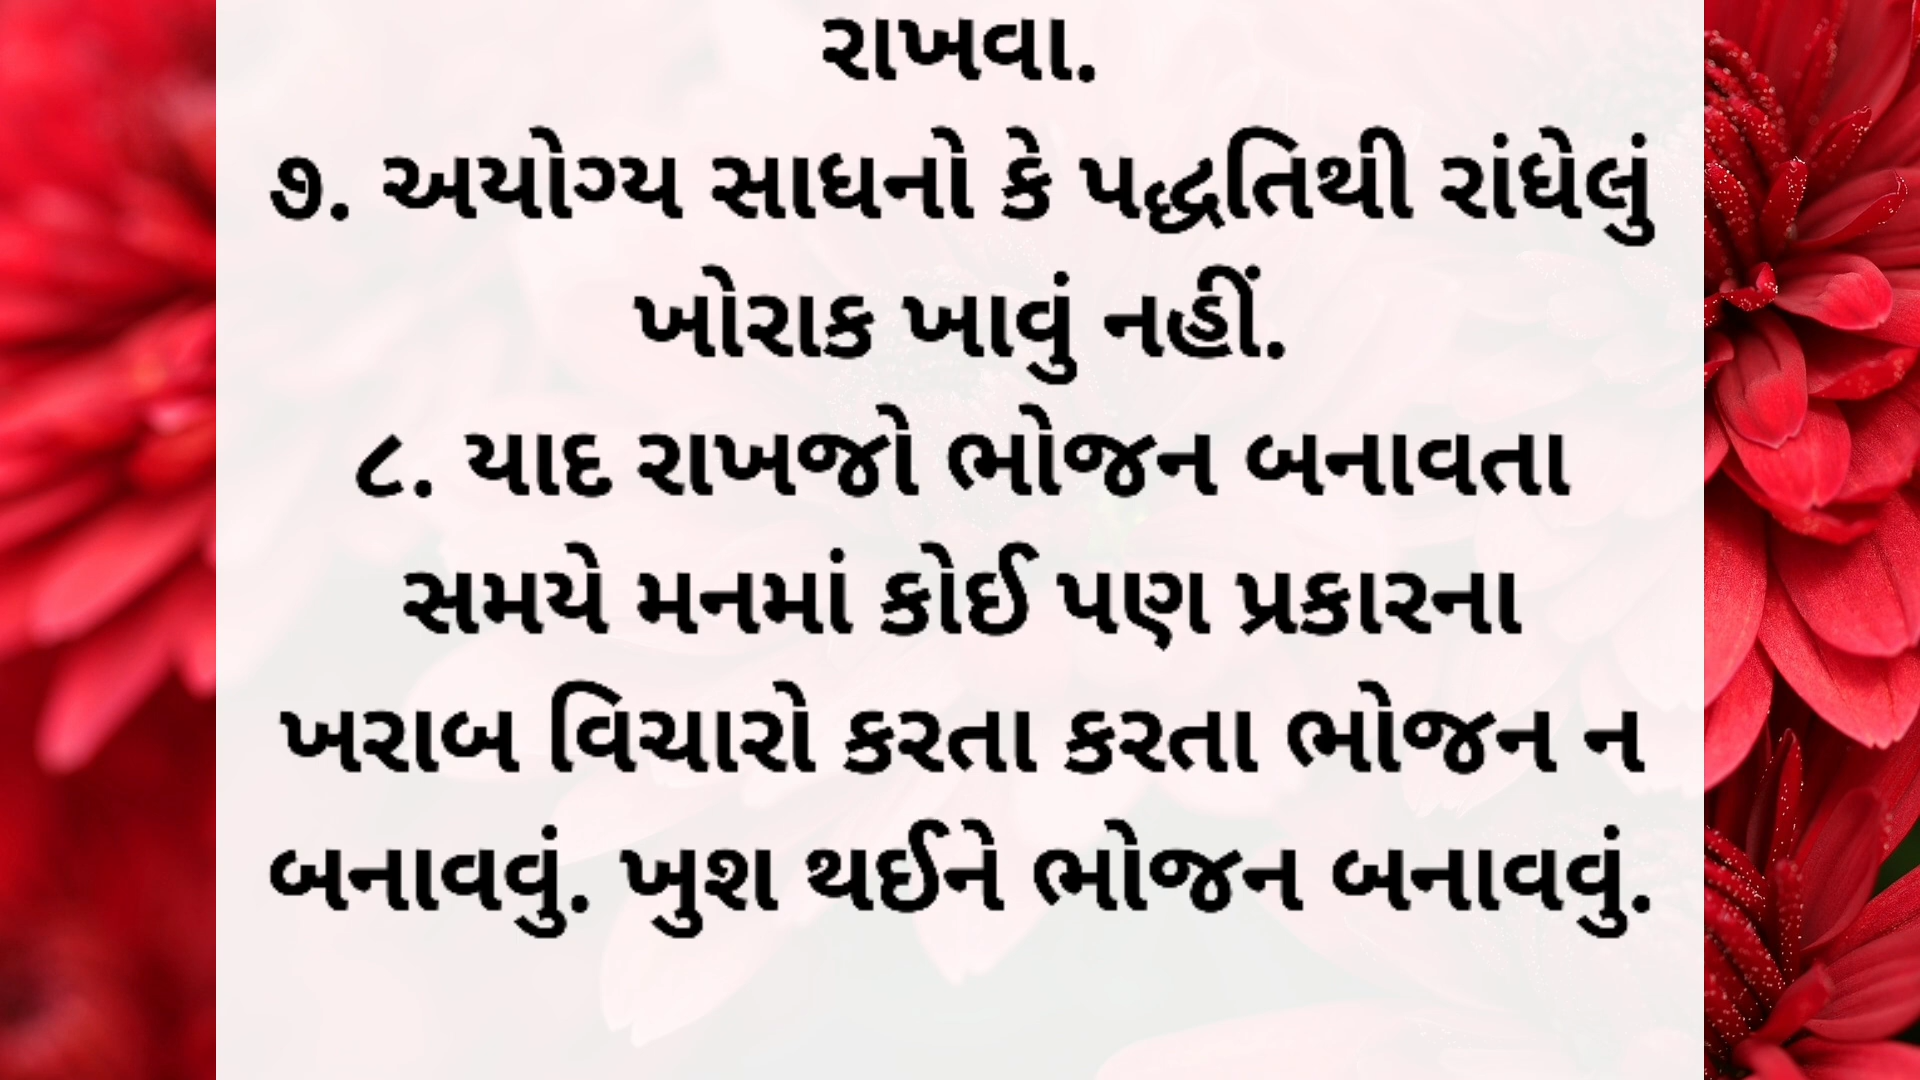 રાખવા.
૭. અયોગ્ય સાધનો કે પદ્ધતિથી રાંધેલું
ખોરાક ખાવું નહીં.
૮. યાદ રાખજો ભોજન બનાવતા
સમયે મનમાં કોઈ પણ પ્રકારના
ખરાબ વિચારો કરતા કરતા ભોજન ન
બનાવવું. ખુશ થઈને ભોજન બનાવવું.